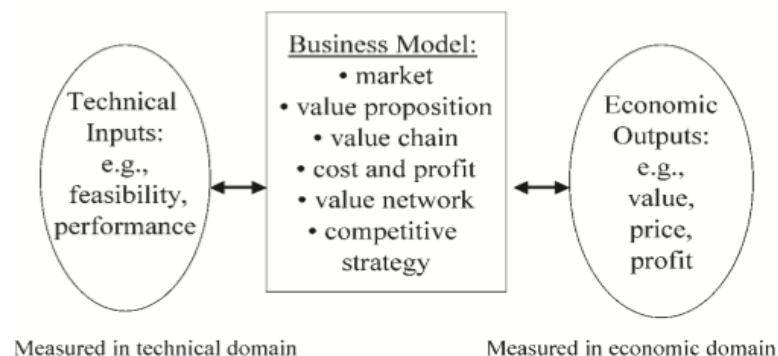 Technical
Inputs:
e.g.,
feasibility,
performance
Business Model:
• market
• value proposition
• value chain
• cost and profit
• value network
• competitive
strategy
Economic
Outputs:
e.g.,
value,
price,
profit
Measured in technical domain
Measured in economic domain